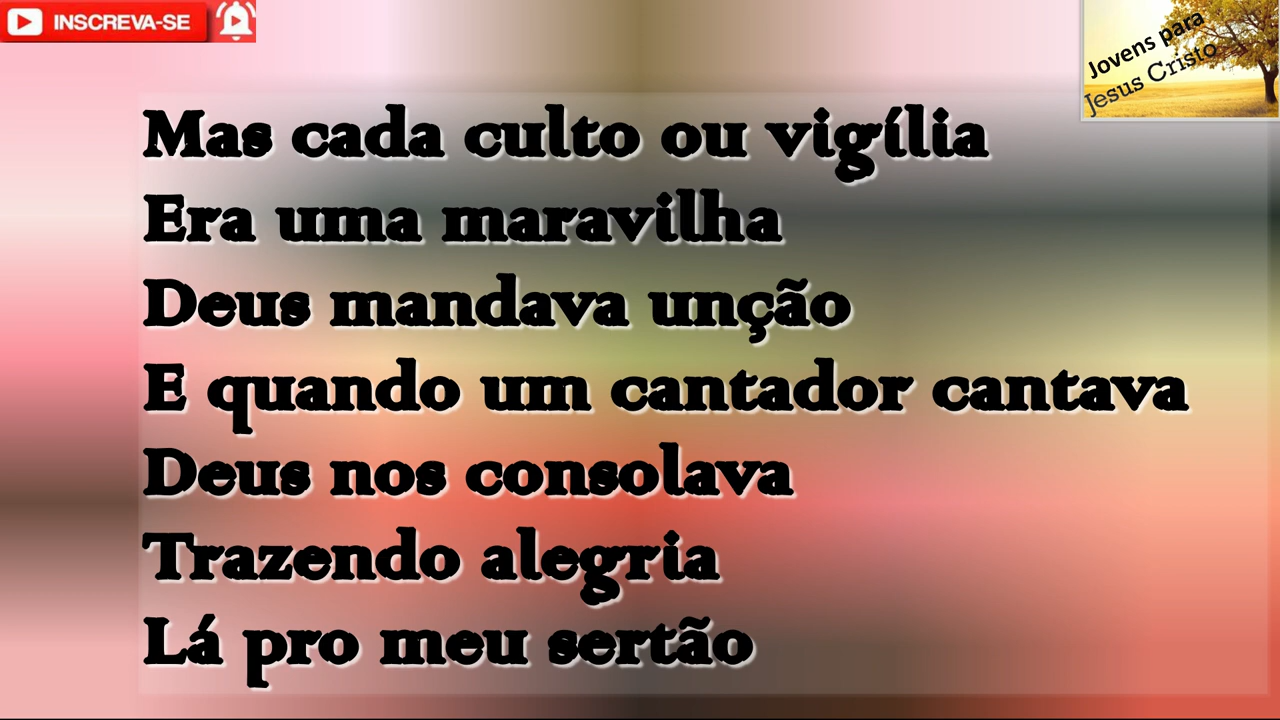 INSCREVA-SE
Jovens para
Jesus Cristo
Mas cada culto ou vigília
Era uma maravilha
Deus mandava unção
E quando um cantador cantava
Deus nos consolava
Trazendo alegria
Lá pro meu sertão